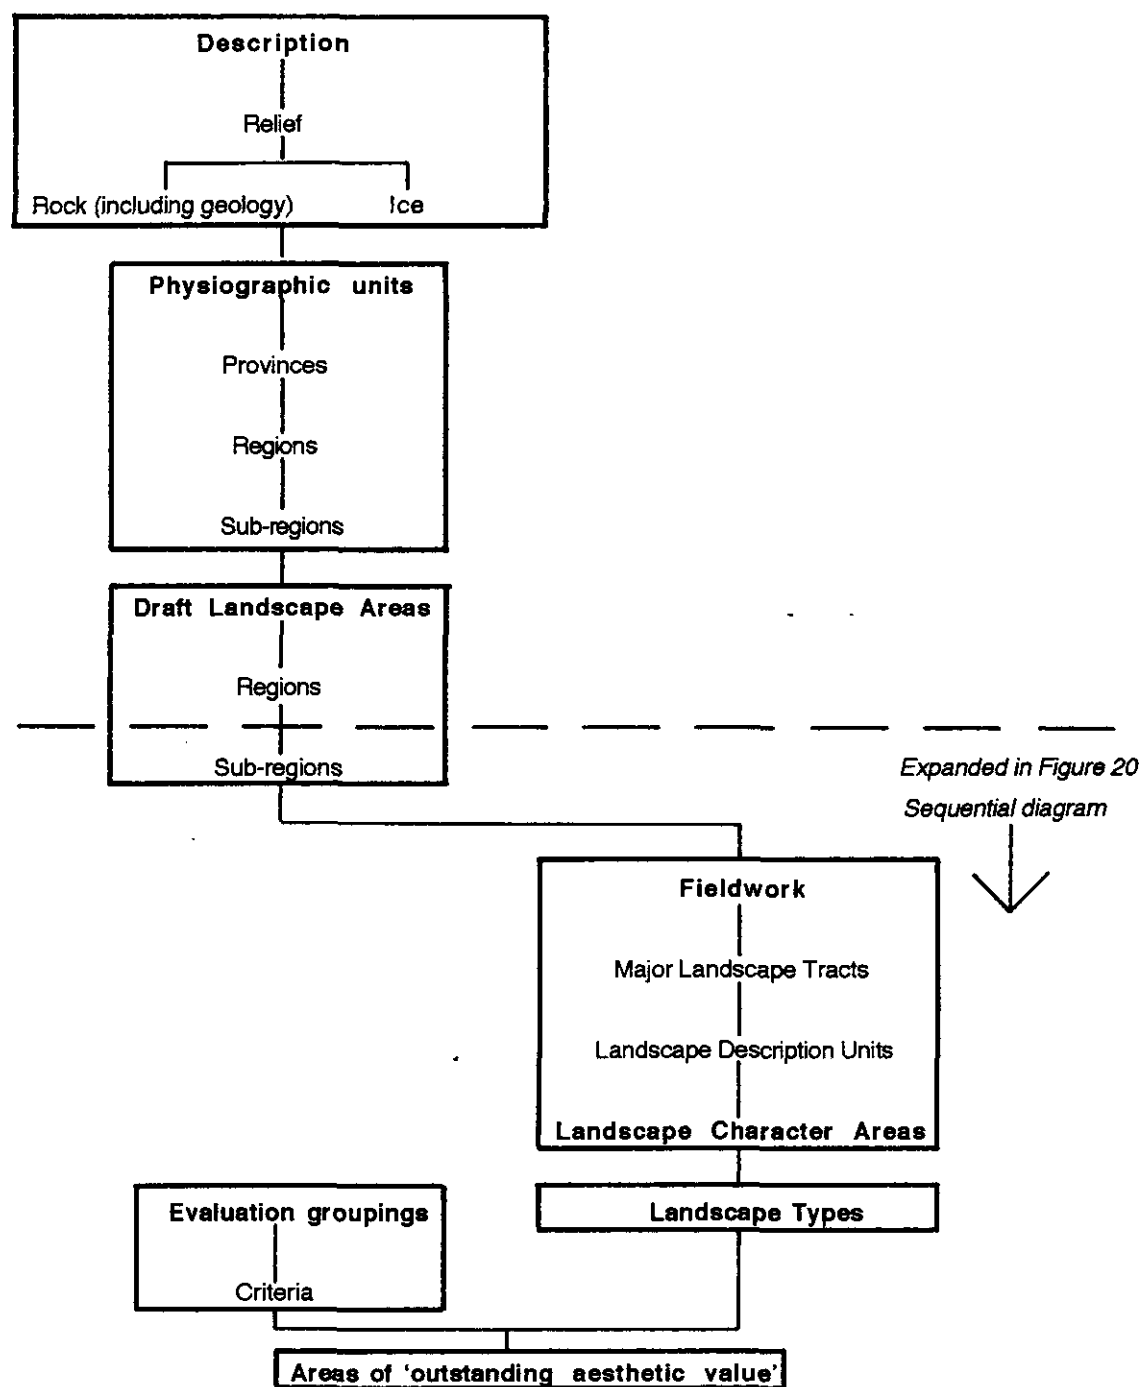 Description
Relief
Rock (including geology) Ice
Physiographic units
Provinces
Regions
Sub-regions
Draft Landscape Areas
Regions
Sub-regions
Expanded in Figure 20
Sequential diagram
Fieldwork
Major Landscape Tracts
Landscape Description Units
Landscape Character Areas
Landscape Types
Evaluation groupings
Criteria
Areas of 'outstanding aesthetic value'